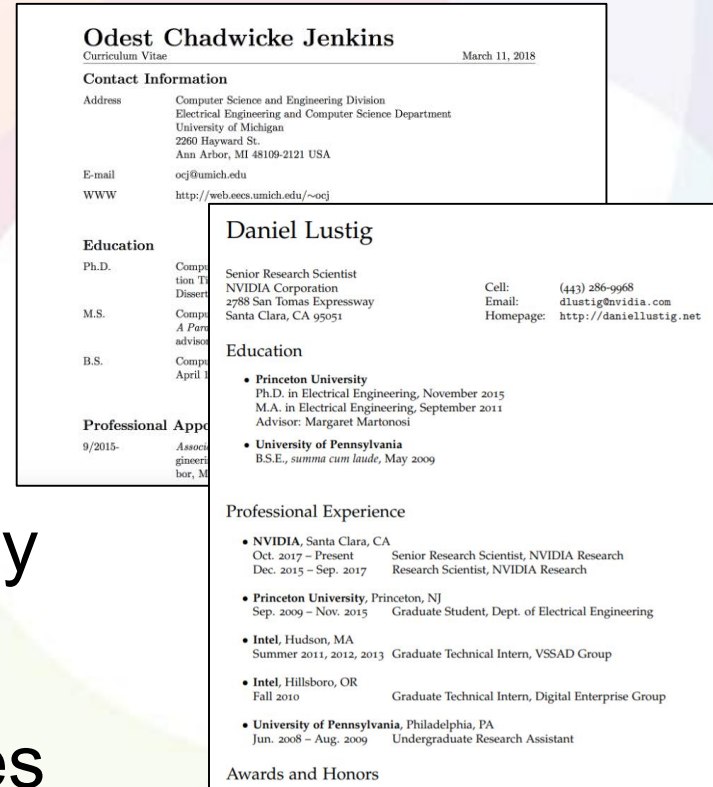 Odest Chadwicke Jenkins
Curriculum Vitae March 11, 2018
Contact Information
Address Computer Science and Engineering Division
Electrical Engineering and Computer Science Department
University of Michigan
2260 Hayward St.
Ann Arbor, MI 48109-2121 USA
E-mail ocj@umich.edu
WWW http://web.eecs.umich.edu/~ocj
Education
Ph.D.
M.S.
A
B.S.
April
Professional
9/2015-
Daniel Lustig
Senior Research Scientist
NVIDIA Corporation Cell: (443) 286-9968
2788 San Tomas Expressway Email: dlustig@nvidia.com
Santa Clara, CA 95051 Homepage: http://daniellustig.net
Education
• Princeton University
Ph.D. in Electrical Engineering, November 2015
M.A. in Electrical Engineering, September 2011
Advisor: Margaret Martonosi
• University of Pennsylvania
B.S.E., summa cum laude, May 2009
Professional Experience
• NVIDIA, Santa Clara, CA
Oct. 2017 – Present Senior Research Scientist, NVIDIA Research
Dec. 2015 – Sep. 2017 Research Scientist, NVIDIA Research
• Princeton University, Princeton, NJ
Sep. 2009 – Nov. 2015 Graduate Student, Dept. of Electrical Engineering
• Intel, Hudson, MA
Summer 2011, 2012, 2013 Graduate Technical Intern, VSSAD Group
• Intel, Hillsboro, OR
Fall 2010 Graduate Technical Intern, Digital Enterprise Group
• University of Pennsylvania, Philadelphia, PA
Jun. 2008 – Aug. 2009 Undergraduate Research Assistant
Awards and Honors